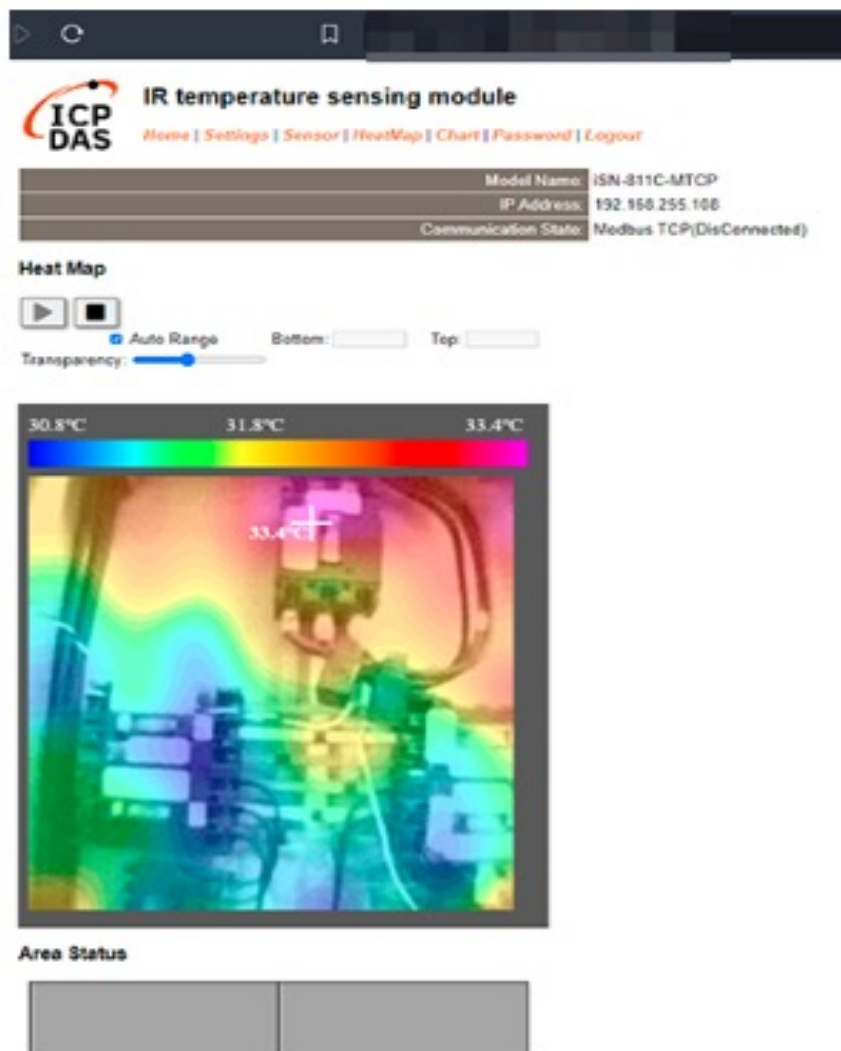 ICP
DAS
IR temperature sensing module
Home | Settings | Sensor | HeatMap | Chart | Password | Logout
Model Name: iSN-811C-MTCP
IP Address: 192.168.255.108
Communication State: Modbus TCP(DisConnected)
Heat Map
Auto Range Bottom: Top:
Transparency:
30.8°C 31.8°C 33.4°C
33.4°C
Area Status